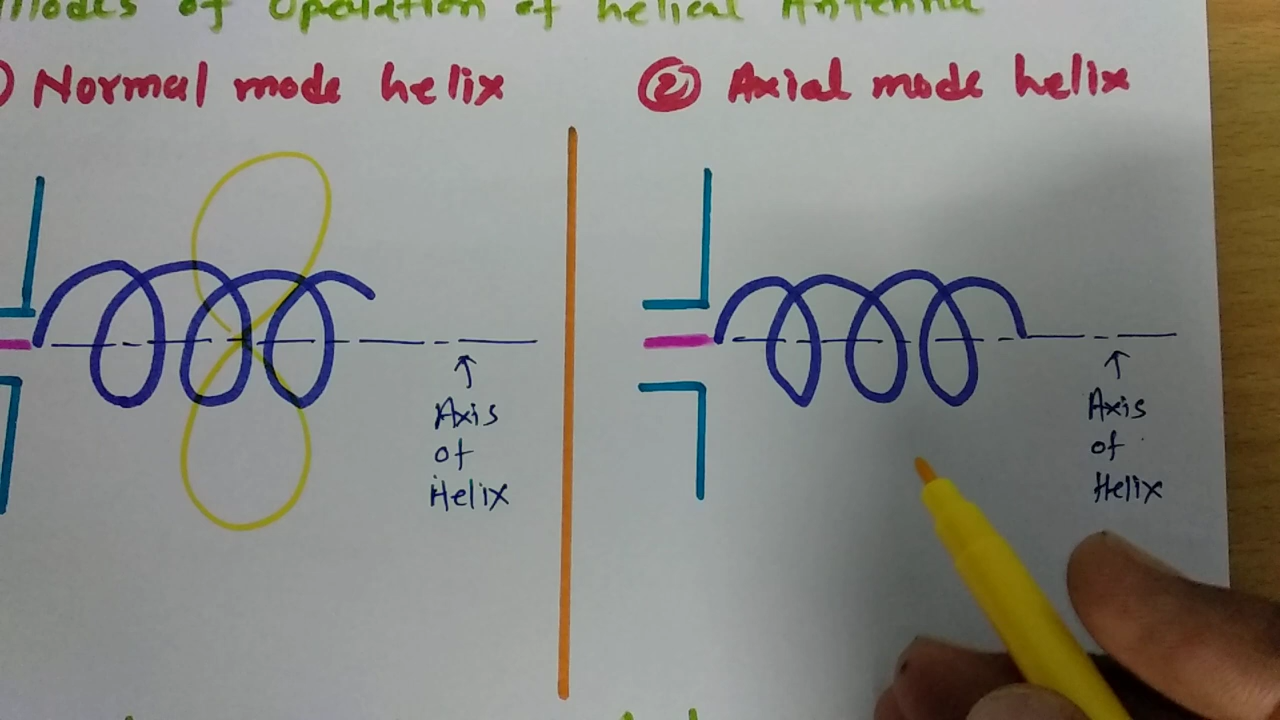 Modes of Operation of helical Antenna
) Normal mode helix
② Axial mode helix
Axis
of
Helix
Axis
of
Helix